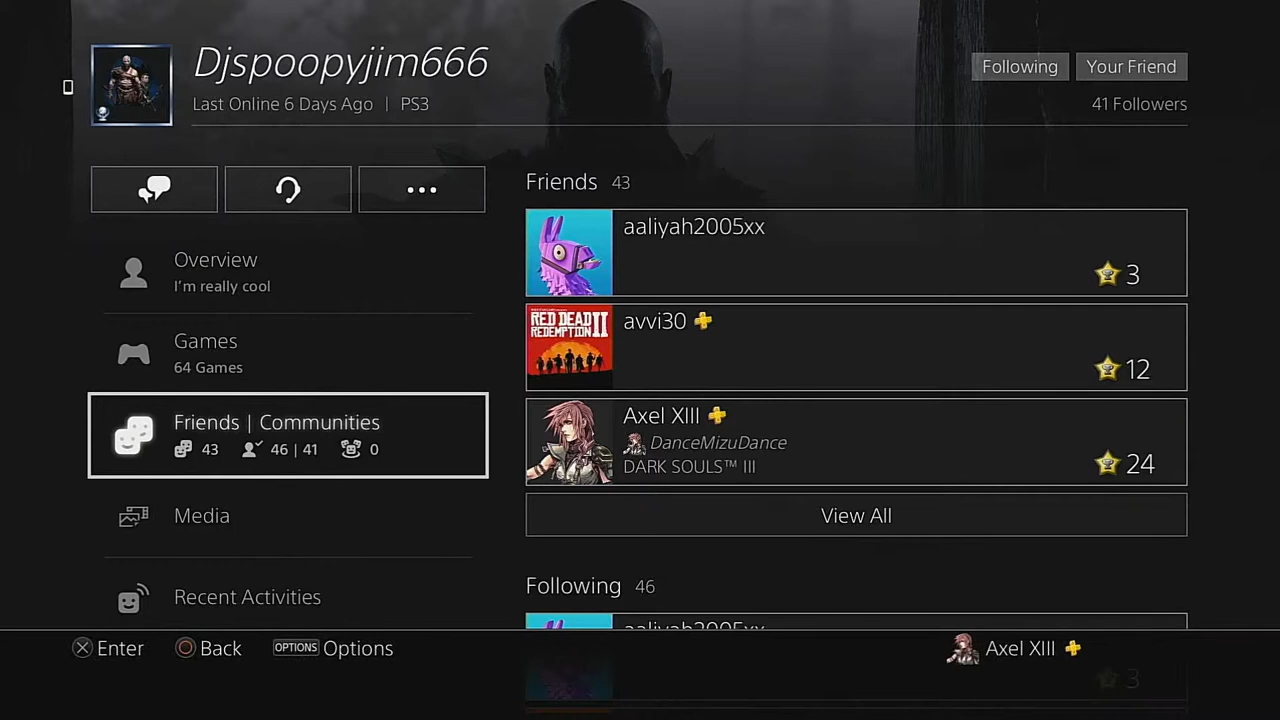 Djspoopyjim666
Last Online 6 Days Ago | PS3
Following
Your Friend
41 Followers
Overview
I'm really cool
Games
64 Games
Friends | Communities
43 46 | 41 0
Media
Recent Activities
Friends 43
aaliyah2005xx
3
RED DEAD
REDEMPTION II
avvi30
12
Axel XIII
DanceMizuDance
DARK SOULS™ III
24
View All
Following 46
aaliyah2005xx
3
Enter
Back
OPTIONS Options
Axel XIII